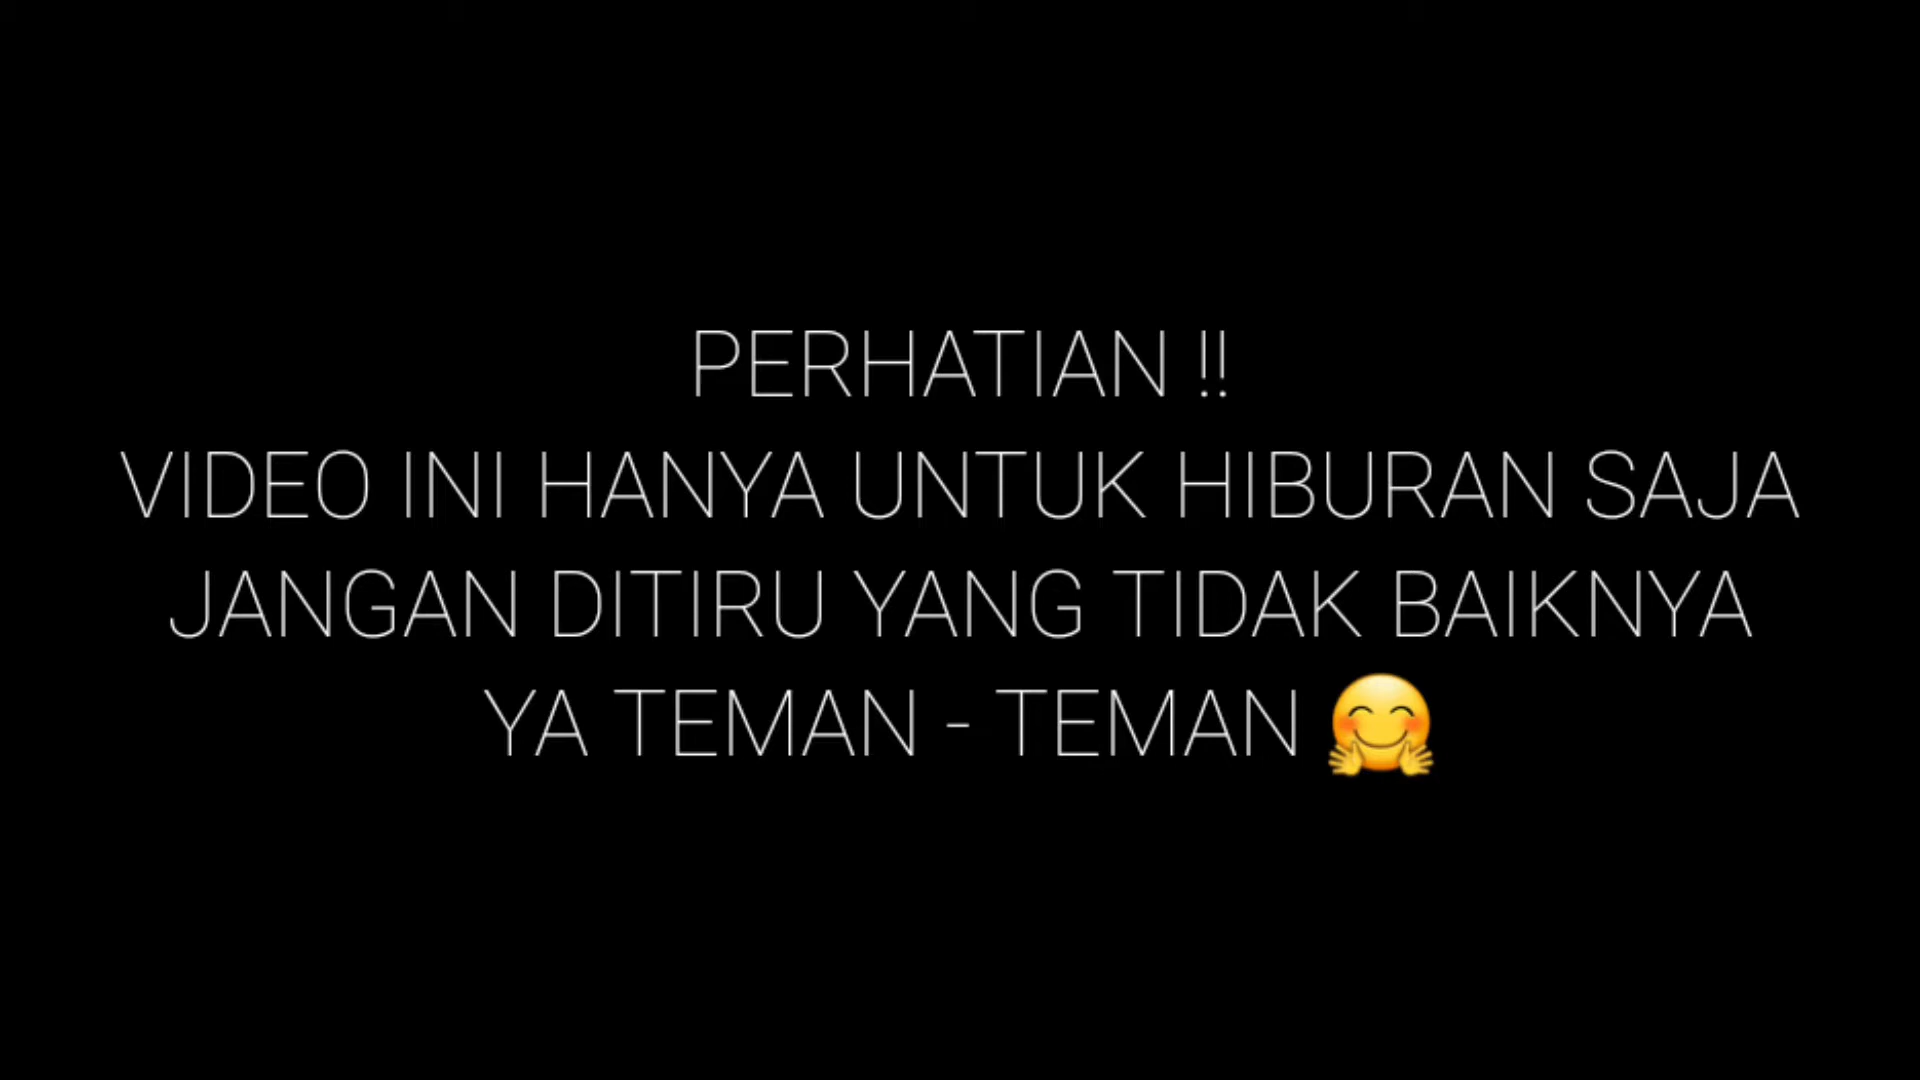 PERHATIAN !!
VIDEO INI HANYA UNTUK HIBURAN SAJA
JANGAN DITIRU YANG TIDAK BAIKNYA
YA TEMAN - TEMAN 🤗